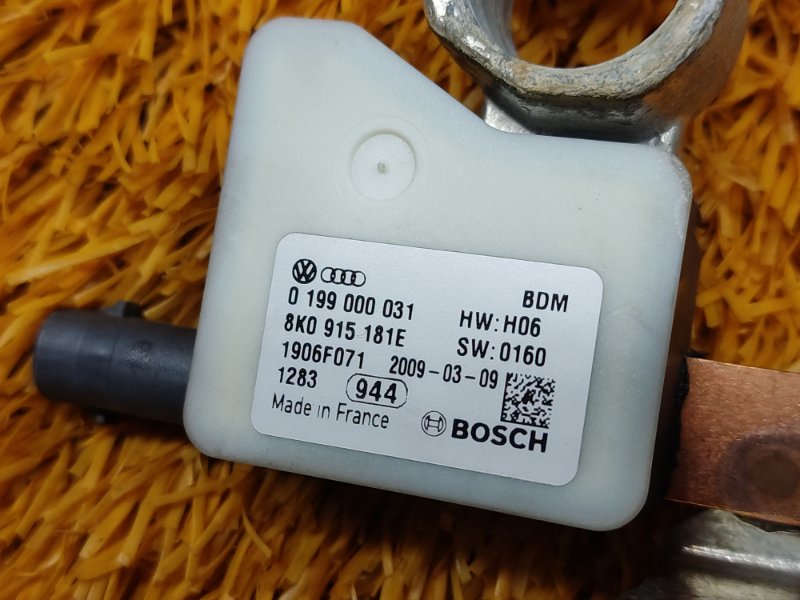 0 199 000 031 BDM
8K0 915 181E HW:H06
1906F071 2009-03-09 SW:0160
1283 944
Made in France BOSCH